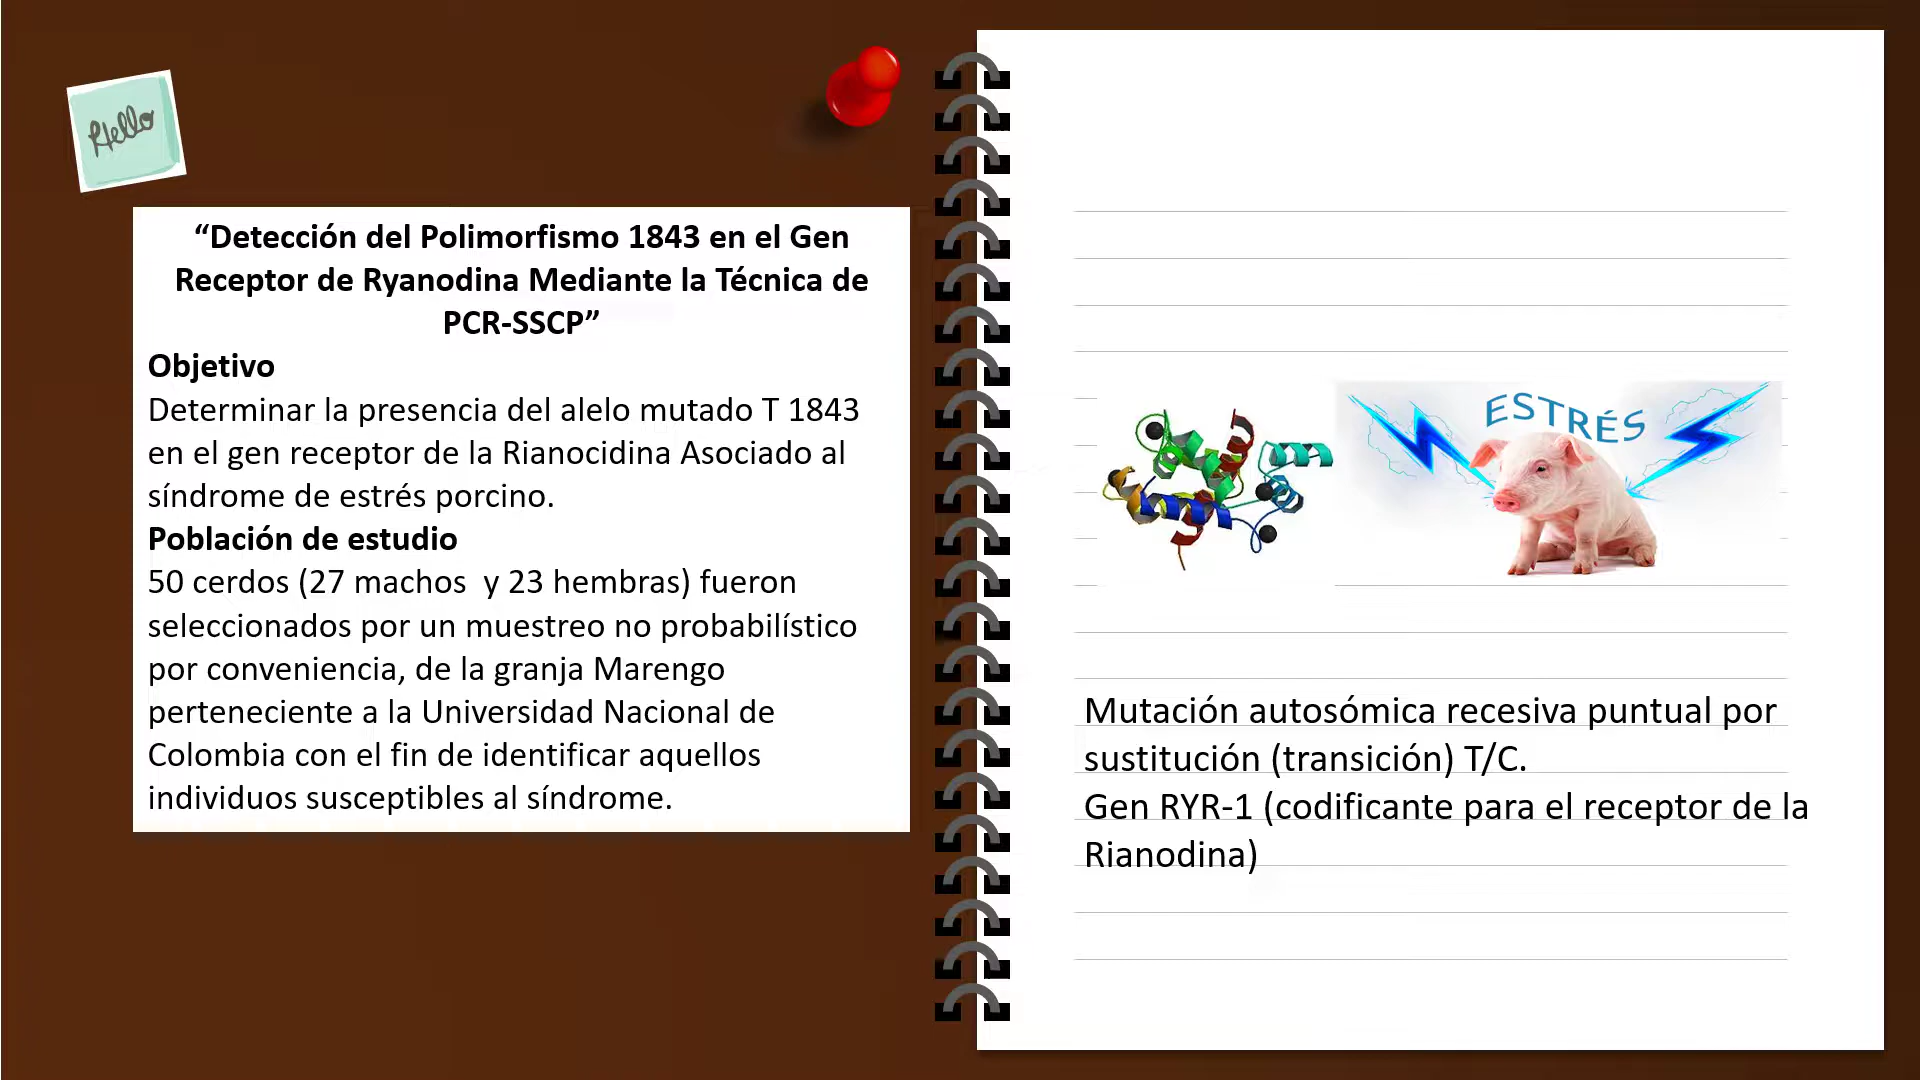 Hello
“Detección del Polimorfismo 1843 en el Gen
Receptor de Ryanodina Mediante la Técnica de
PCR-SSCP”
Objetivo
Determinar la presencia del alelo mutado T 1843
en el gen receptor de la Rianocidina Asociado al
síndrome de estrés porcino.
Población de estudio
50 cerdos (27 machos  y 23 hembras) fueron
seleccionados por un muestreo no probabilístico
por conveniencia, de la granja Marengo
perteneciente a la Universidad Nacional de
Colombia con el fin de identificar aquellos
individuos susceptibles al síndrome.
ESTRÉS
Mutación autosómica recesiva puntual por
sustitución (transición) T/C.
Gen RYR-1 (codificante para el receptor de la
Rianodina)